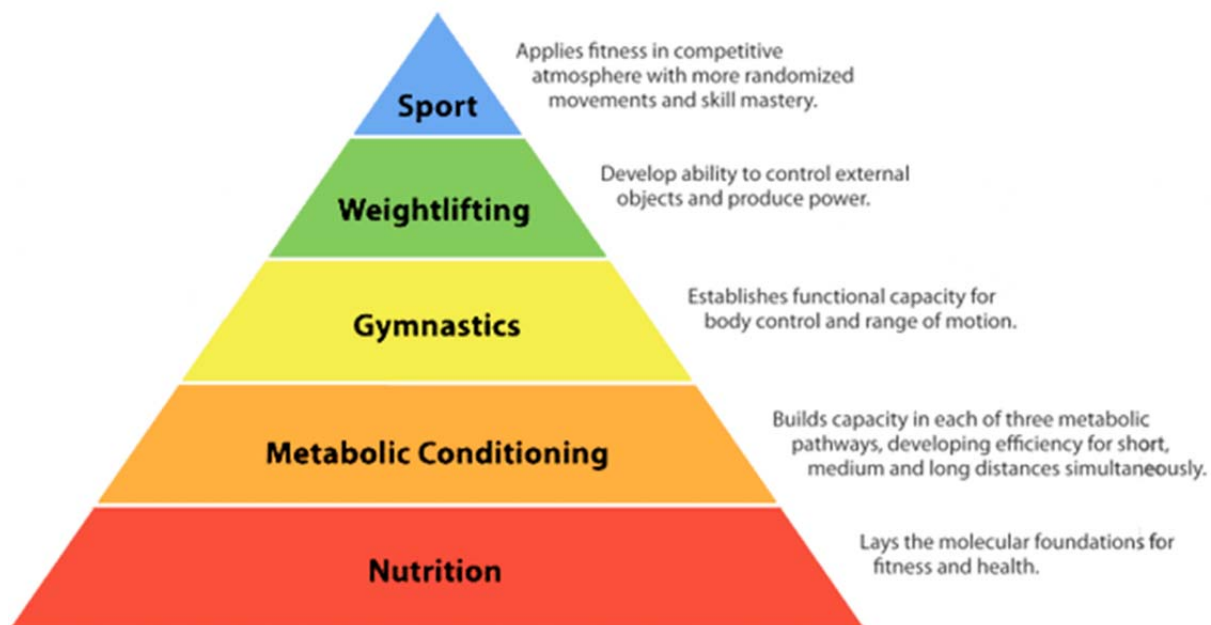 Sport
Applies fitness in competitive
atmosphere with more randomized
movements and skill mastery.
Weightlifting
Develop ability to control external
objects and produce power.
Gymnastics
Establishes functional capacity for
body control and range of motion.
Metabolic Conditioning
Builds capacity in each of three metabolic
pathways, developing efficiency for short,
medium and long distances simultaneously.
Nutrition
Lays the molecular foundations for
fitness and health.